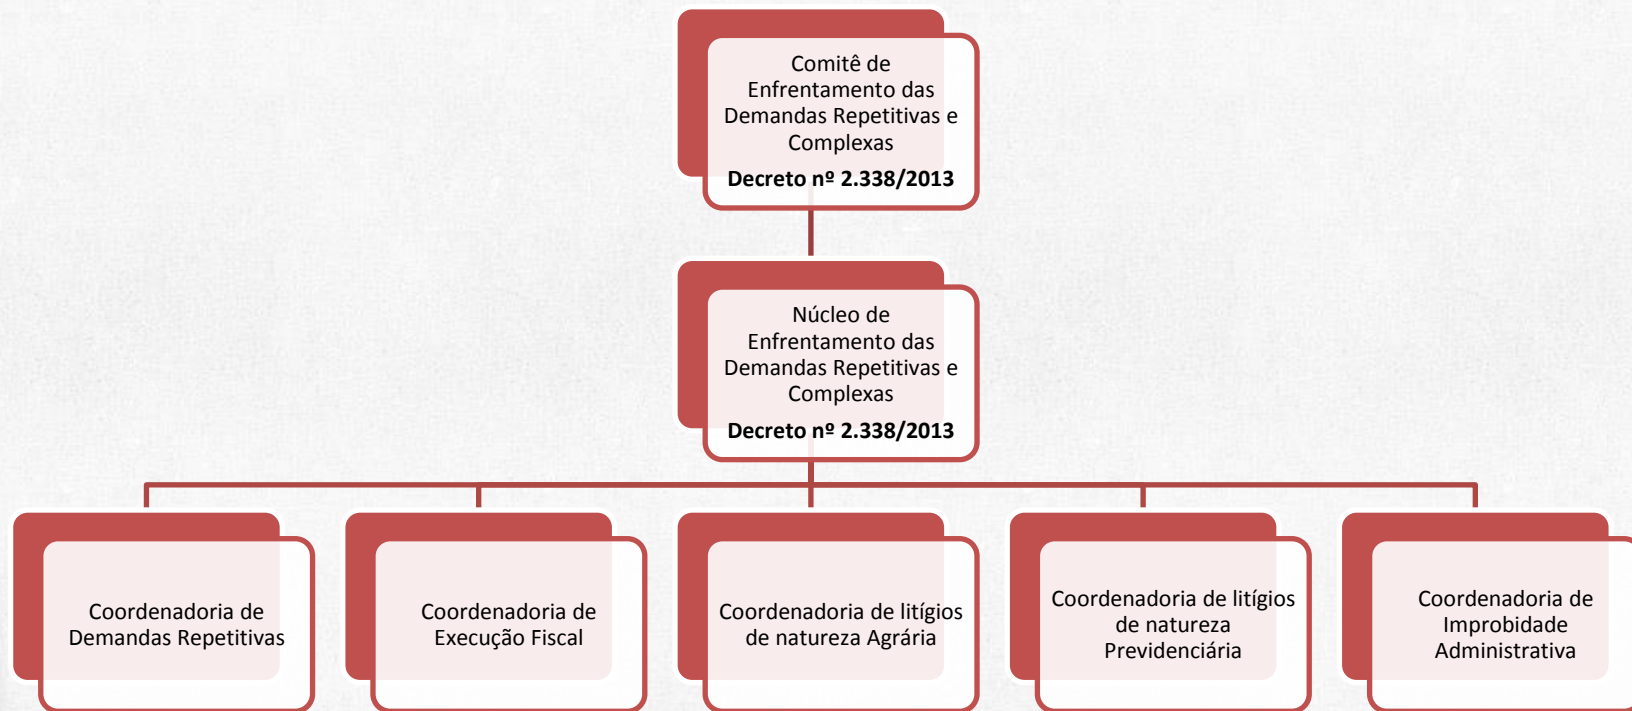 Comitê de
Enfrentamento das
Demandas Repetitivas e
Complexas
Decreto nº 2.338/2013
Núcleo de
Enfrentamento das
Demandas Repetitivas e
Complexas
Decreto nº 2.338/2013
Coordenadoria de
Demandas Repetitivas
Coordenadoria de
Execução Fiscal
Coordenadoria de litígios
de natureza Agrária
Coordenadoria de litígios
de natureza
Previdenciária
Coordenadoria de
Improbidade
Administrativa